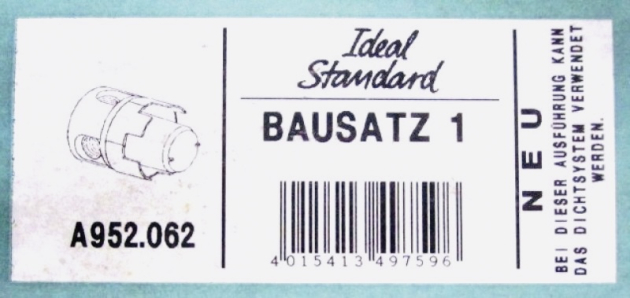 A952.062
Ideal
Standard
BAUSATZ 1
4 015413 497596
NEU
BEI DIESER AUSFÜHRUNG KANN
DAS DICHTSYSTEM VERWENDET
WERDEN.